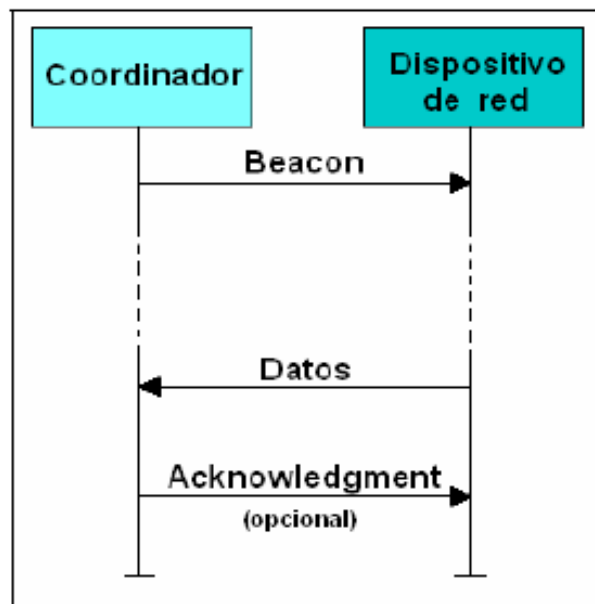 Coordinador
Dispositivo
de red
Beacon
Datos
Acknowledgment
(opcional)